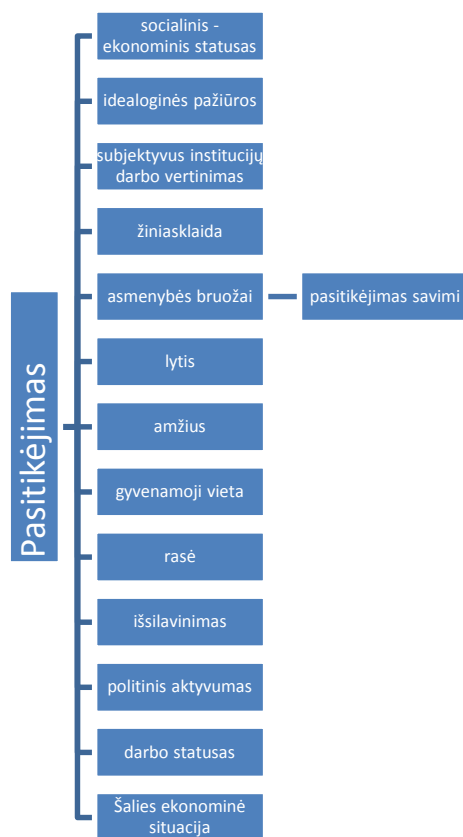 socialinis -
ekonominis statusas
idealoginės pažiūros
subjektyvus institucijų
darbo vertinimas
žiniasklaida
asmenybės bruožai
pasitikėjimas savimi
lytis
amžius
Pasitikėjimas
gyvenamoji vieta
rasė
išsilavinimas
politinis aktyvumas
darbo statusas
Šalies ekonominė
situacija